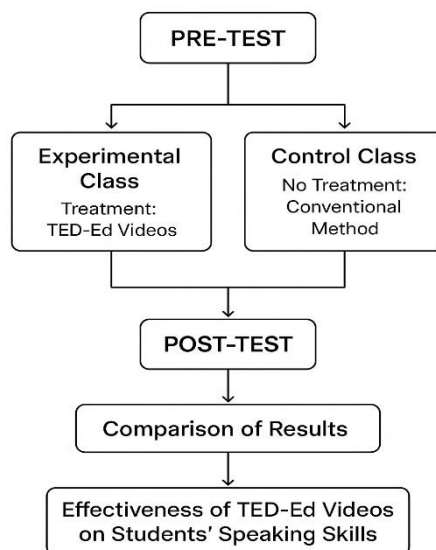 PRE-TEST
Experimental
Class
Treatment:
TED-Ed Videos
Control Class
No Treatment:
Conventional
Method
POST-TEST
Comparison of Results
Effectiveness of TED-Ed Videos
on Students’ Speaking Skills